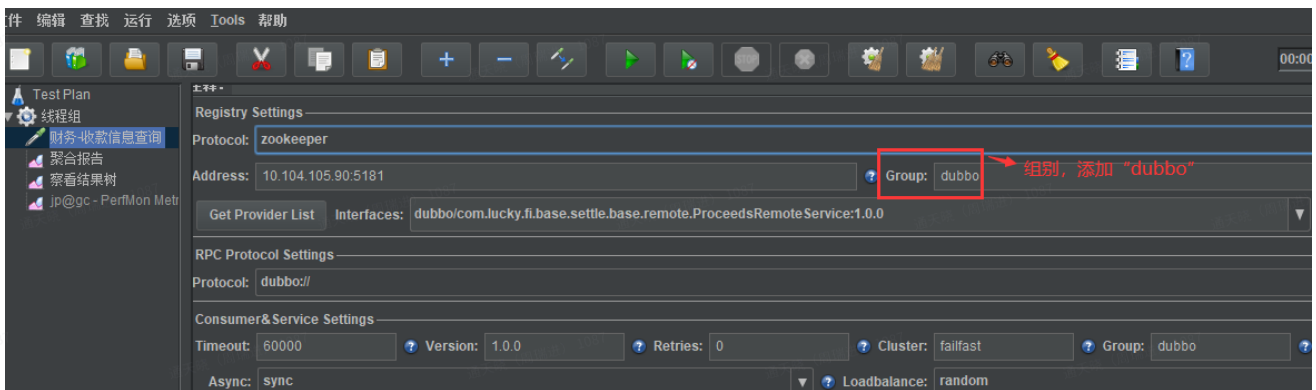 件 编辑 查找 运行 选项 Tools 帮助
STOP
00:00
Test Plan
线程组
财务-收款信息查询
聚合报告
察看结果树
jp@gc - PerfMon Metr
注释:
Registry Settings
Protocol: zookeeper
Address: 10.104.105.90:5181 Group: dubbo
组别，添加“dubbo”
Get Provider List Interfaces: dubbo/com.lucky.fi.base.settle.base.remote.ProceedsRemoteService:1.0.0
RPC Protocol Settings
Protocol: dubbo://
Consumer&Service Settings
Timeout: 60000 Version: 1.0.0 Retries: 0 Cluster: failfast Group: dubbo
Async: sync Loadbalance: random